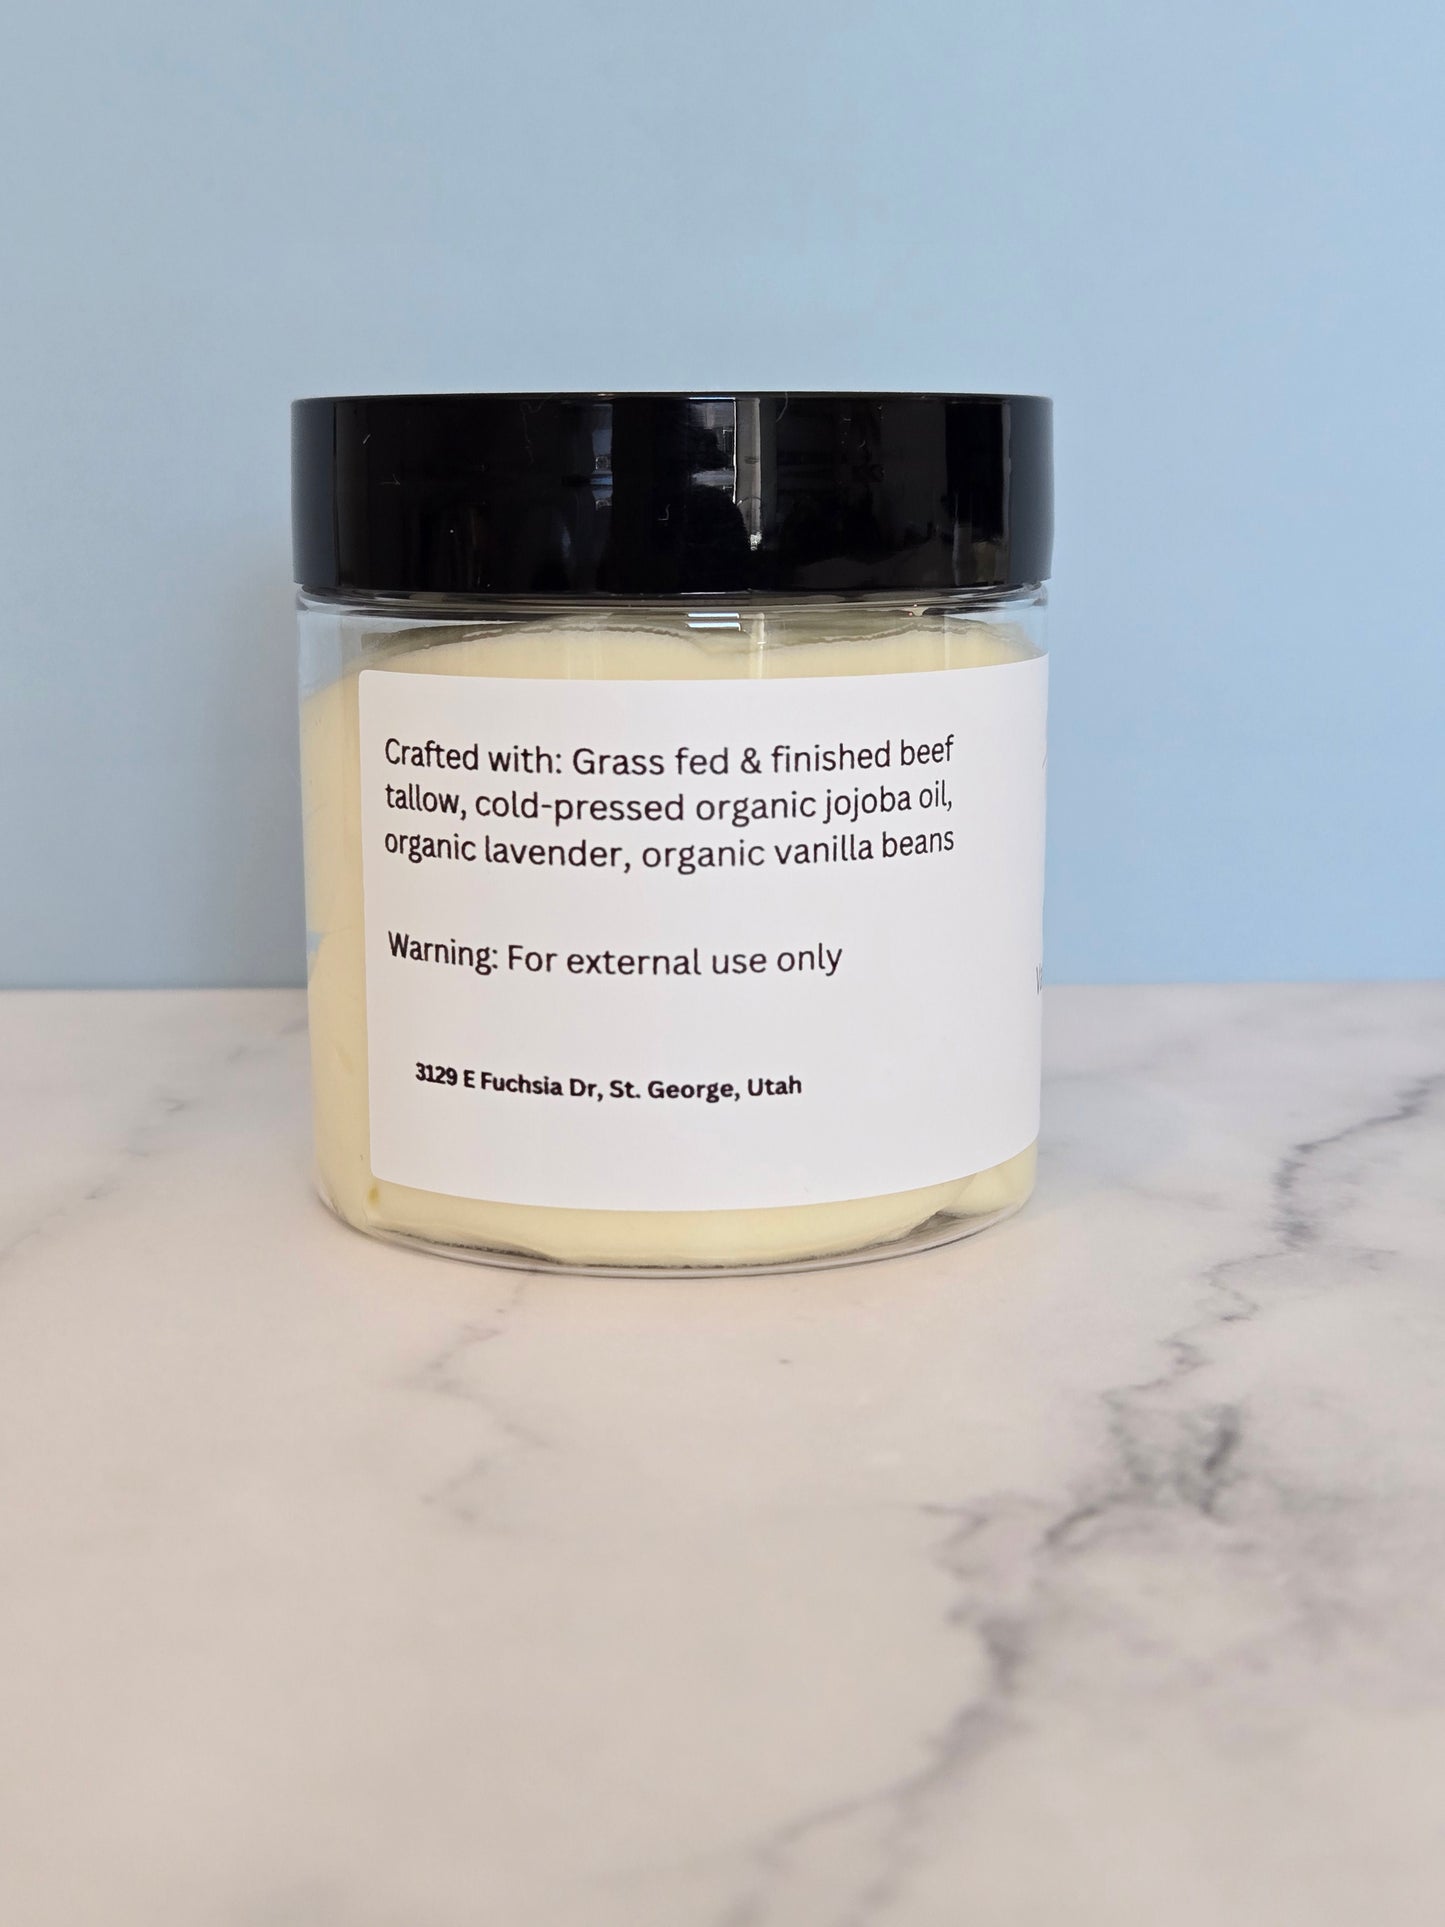 Crafted with: Grass fed & finished beef
tallow, cold-pressed organic jojoba oil,
organic lavender, organic vanilla beans
Warning: For external use only
3129 E Fuchsia Dr, St. George, Utah